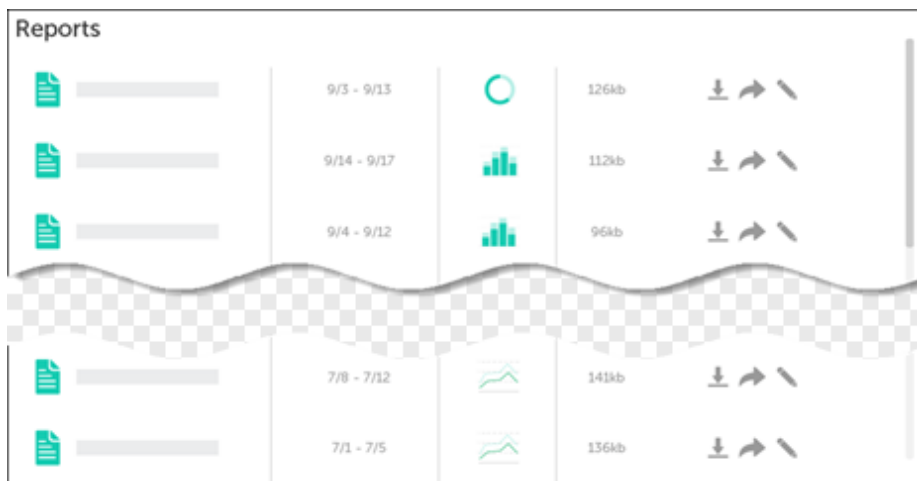 Reports
9/3 - 9/13 126kb
9/14 - 9/17 112kb
9/4 - 9/12 96kb
7/8 - 7/12 141kb
7/1 - 7/5 136kb